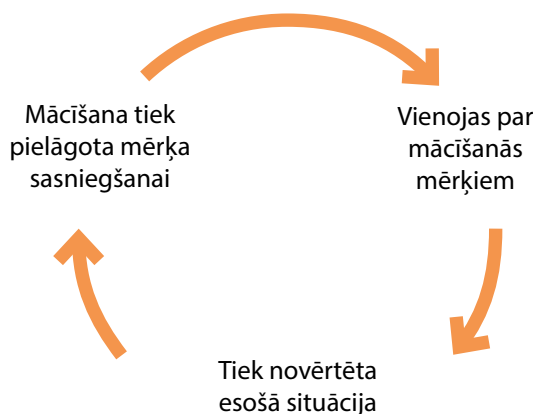 Mācīšana tiek
pielāgota mērķa
sasniegšanai
Vienojas par
mācīšanās
mērķiem
Tiek novērtēta
esošā situācija